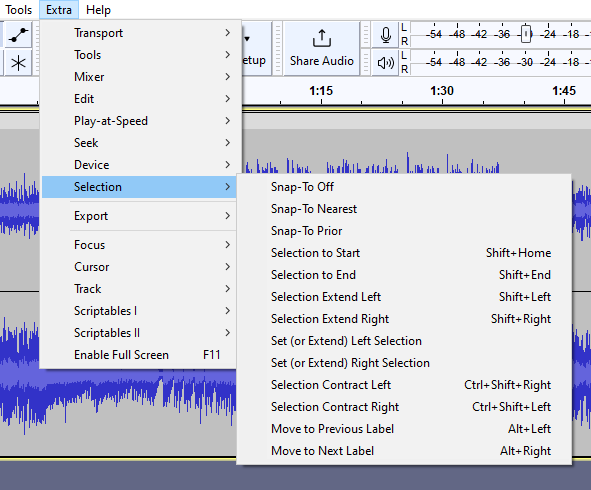 Tools Extra Help
Transport
Tools
Mixer
Edit
Play-at-Speed
Seek
Device
Selection
Export
Focus
Cursor
Track
Scriptables I
Scriptables II
Enable Full Screen F11
etup
Share Audio
L
R
-54 -48 -42 -36 -30 -24 -18
L
R
-54 -48 -42 -36 -30 -24 -18
1:15 1:30 1:45
Snap-To Off
Snap-To Nearest
Snap-To Prior
Selection to Start Shift+Home
Selection to End Shift+End
Selection Extend Left Shift+Left
Selection Extend Right Shift+Right
Set (or Extend) Left Selection
Set (or Extend) Right Selection
Selection Contract Left Ctrl+Shift+Right
Selection Contract Right Ctrl+Shift+Left
Move to Previous Label Alt+Left
Move to Next Label Alt+Right